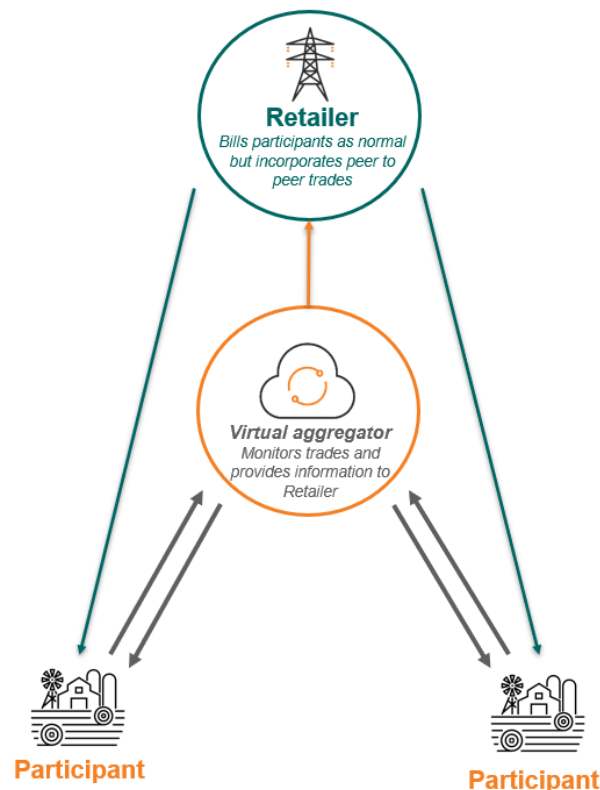 Retailer
Bills participants as normal
but incorporates peer to
peer trades
Virtual aggregator
Monitors trades and
provides information to
Retailer
Participant
Participant